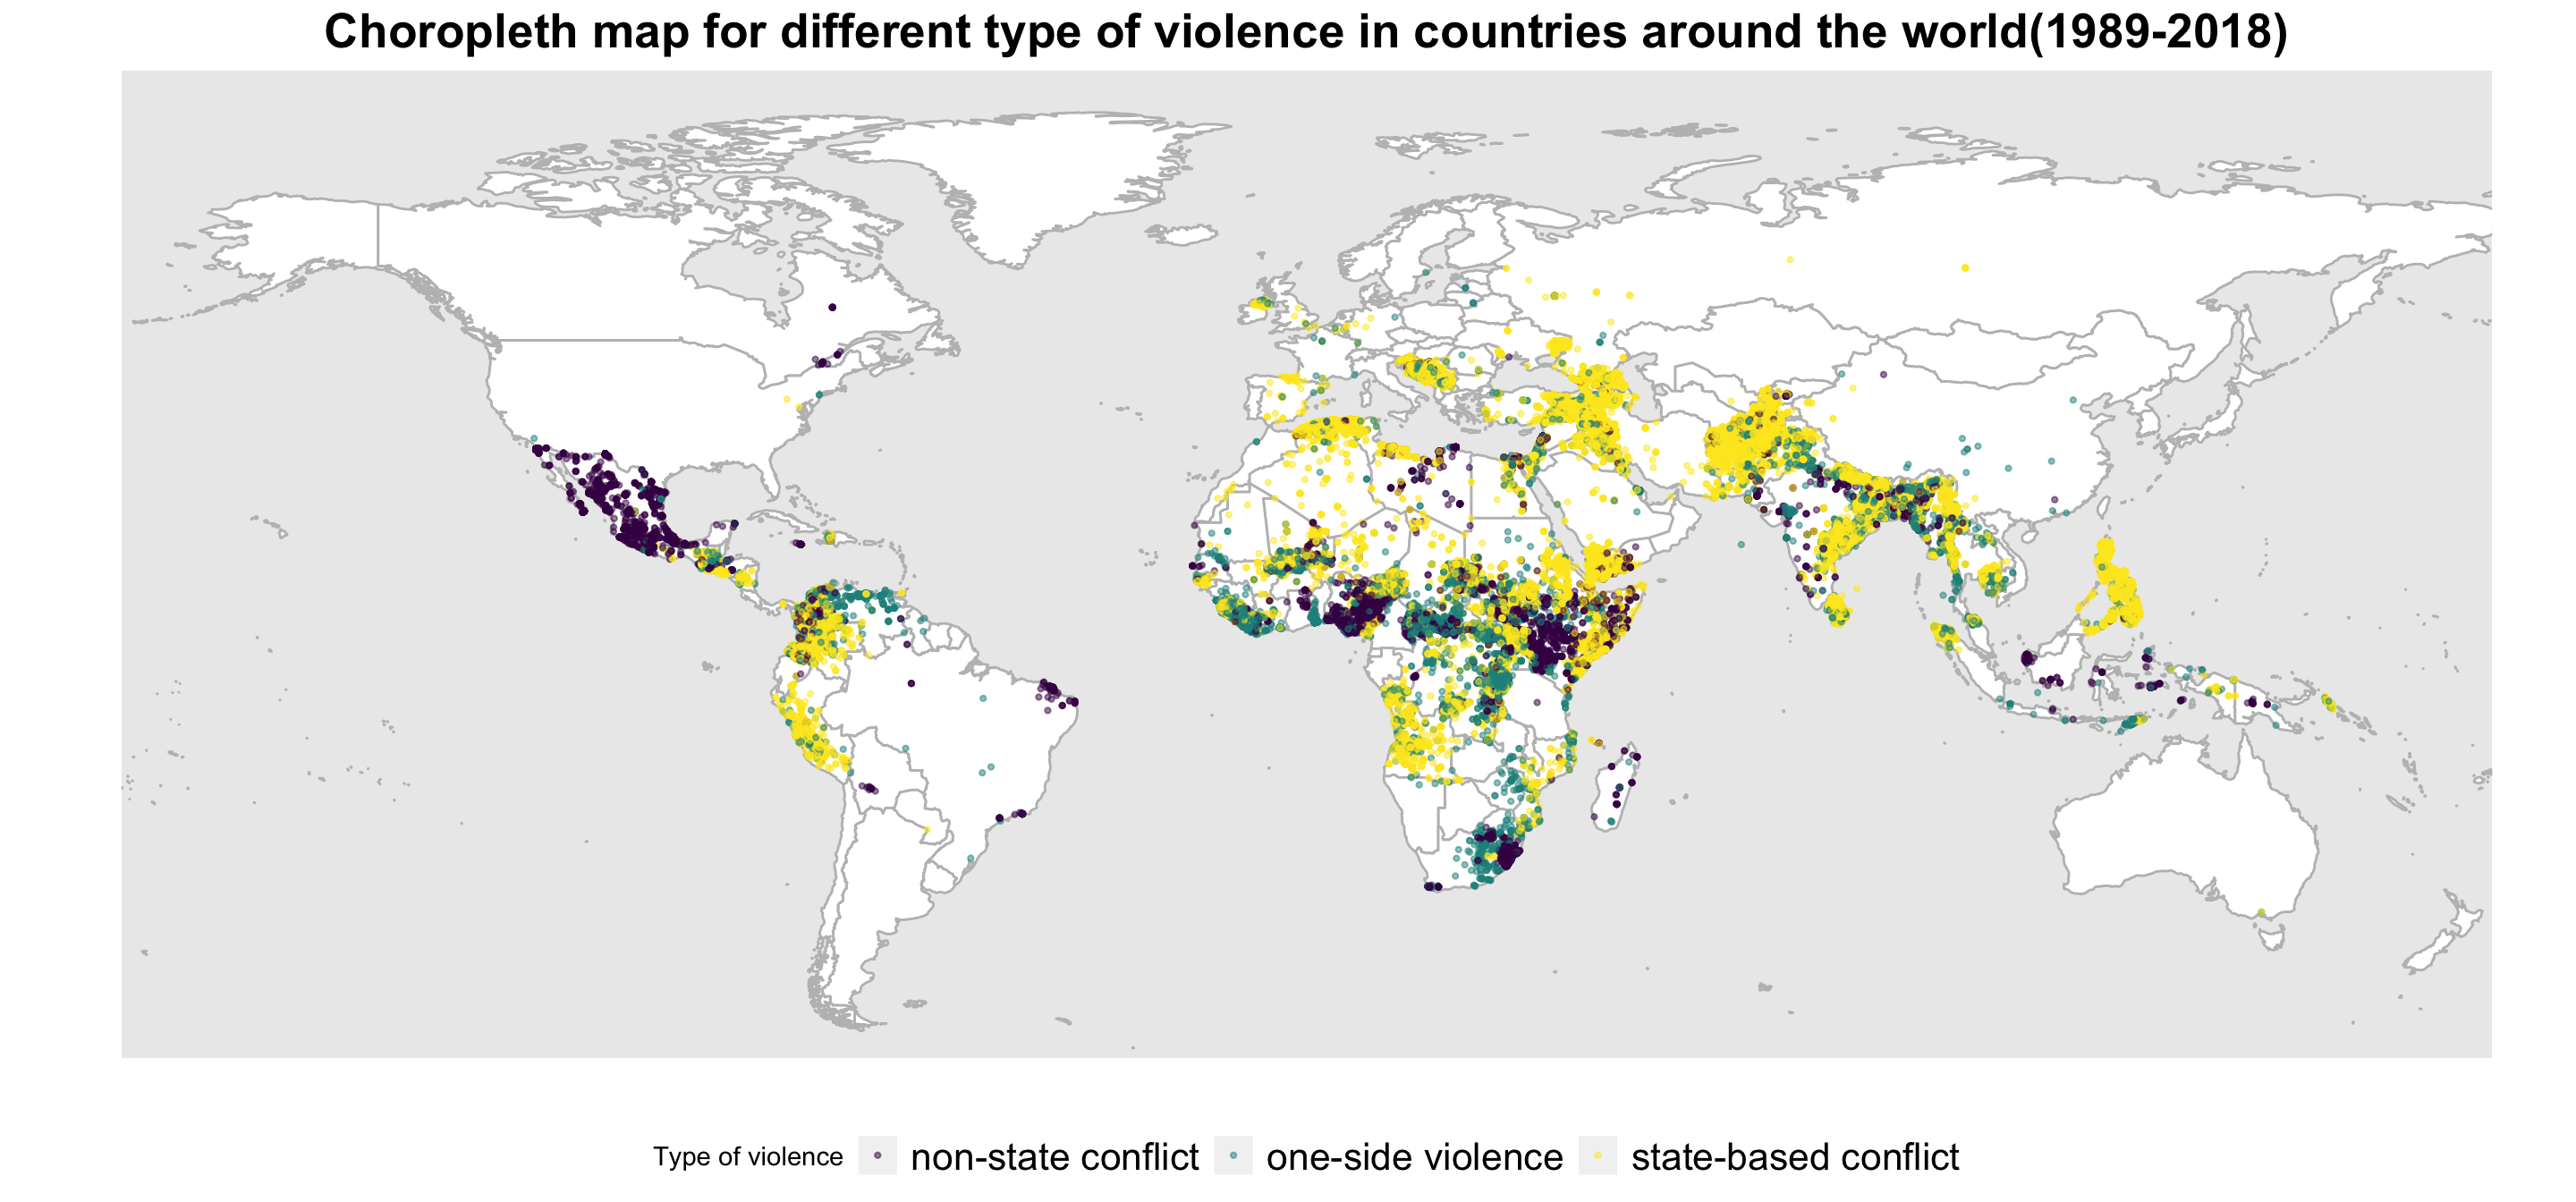 Choropleth map for different type of violence in countries around the world(1989-2018)
Type of violence non-state conflict one-side violence state-based conflict